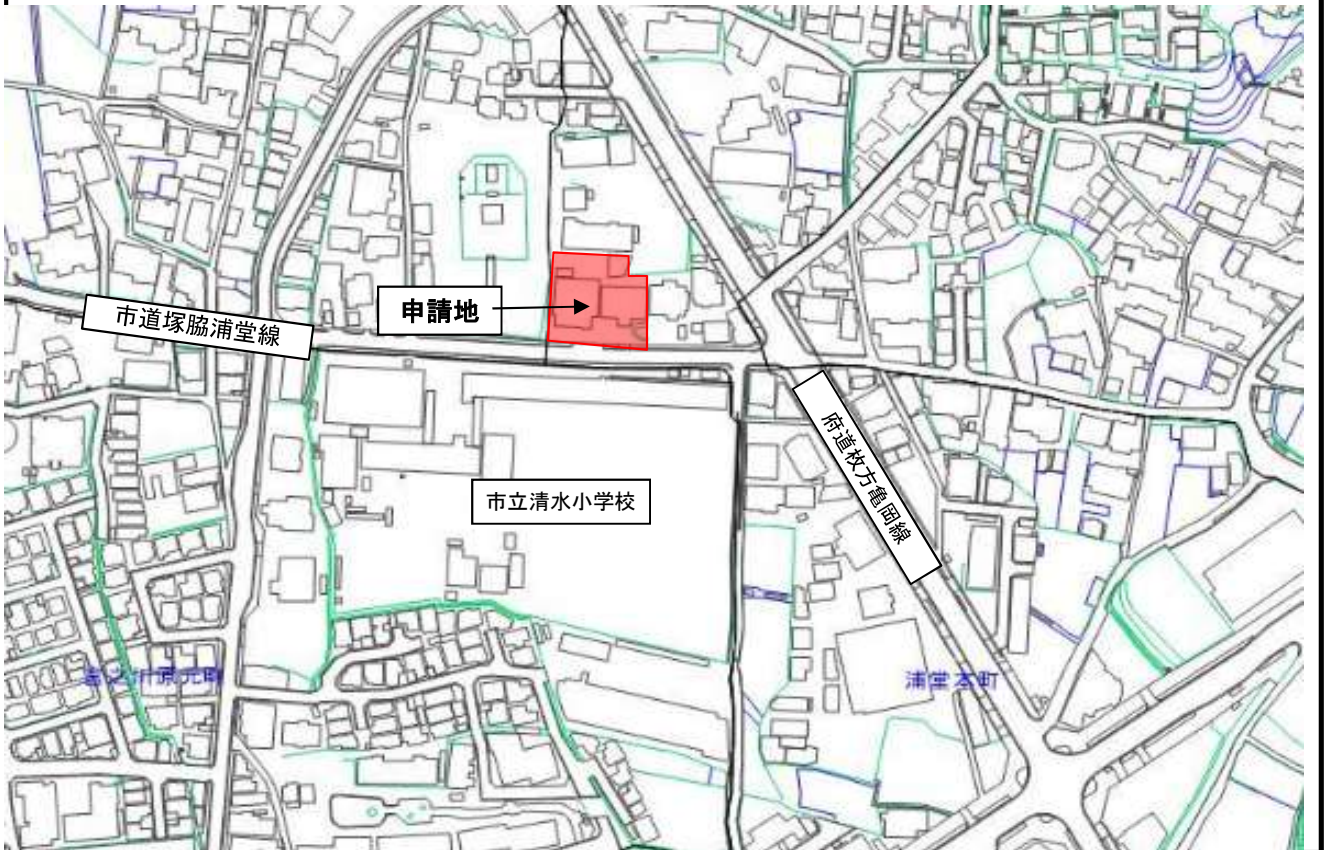 申請地
市道塚脇浦堂線
府道枚方亀岡線
市立清水小学校
浦堂本町